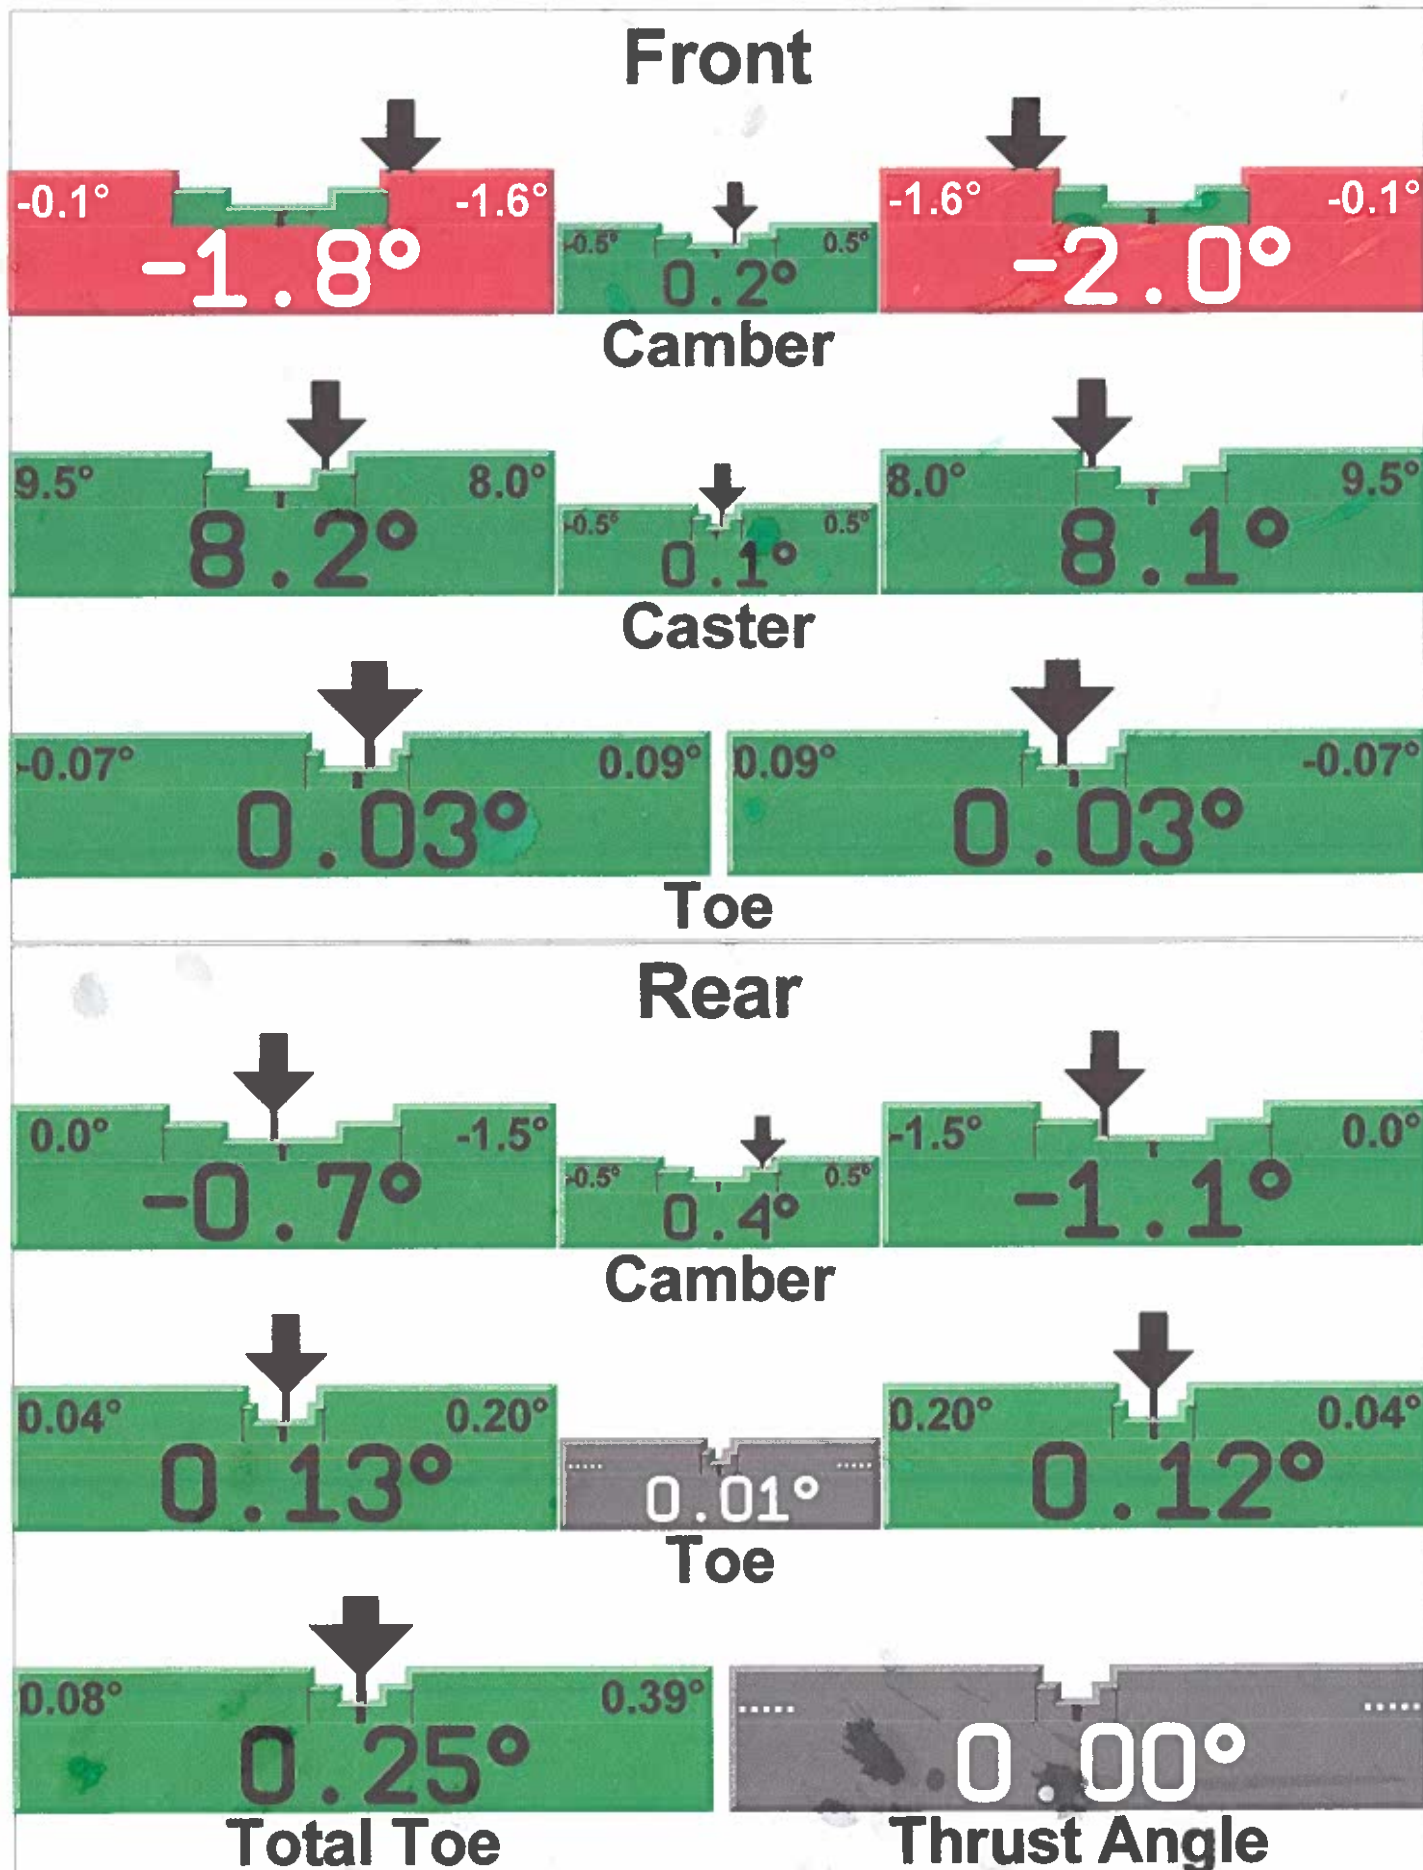 Front
-0.1° -1.6° -1.6° -0.1°
-1.8° -0.5° 0.5° -2.0°
0.2°
Camber
9.5° 8.0° 8.0° 9.5°
8.2° -0.5° 0.5° 8.1°
0.1°
Caster
-0.07° 0.09° 0.09° -0.07°
0.03° 0.03°
Toe
Rear
0.0° -1.5° -1.5° 0.0°
-0.7° -0.5° 0.5° -1.1°
0.4°
Camber
0.04° 0.20° 0.20° 0.04°
0.13° ..... ..... 0.12°
0.01°
Toe
0.08° 0.39° ..... .....
0.25° 0.00°
Total Toe Thrust Angle